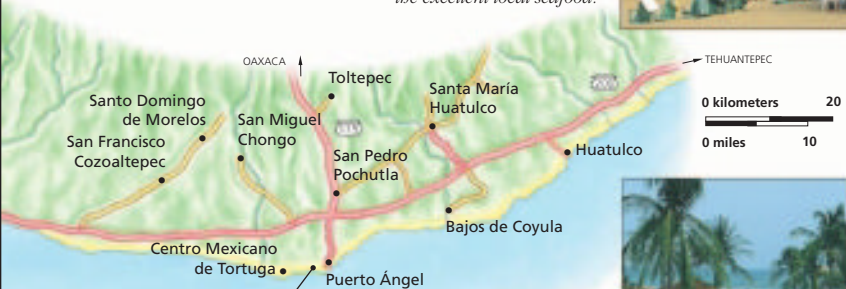 the excellent local seafood.
OAXACA
TEHUANTEPEC
Toltepec
Santa María
Huatulco
0 kilometers 20
0 miles 10
Santo Domingo
de Morelos
San Miguel
Chongo
San Francisco
Cozoaltepec
San Pedro
Pochutla
Huatulco
Bajos de Coyula
Centro Mexicano
de Tortuga
Puerto Ángel